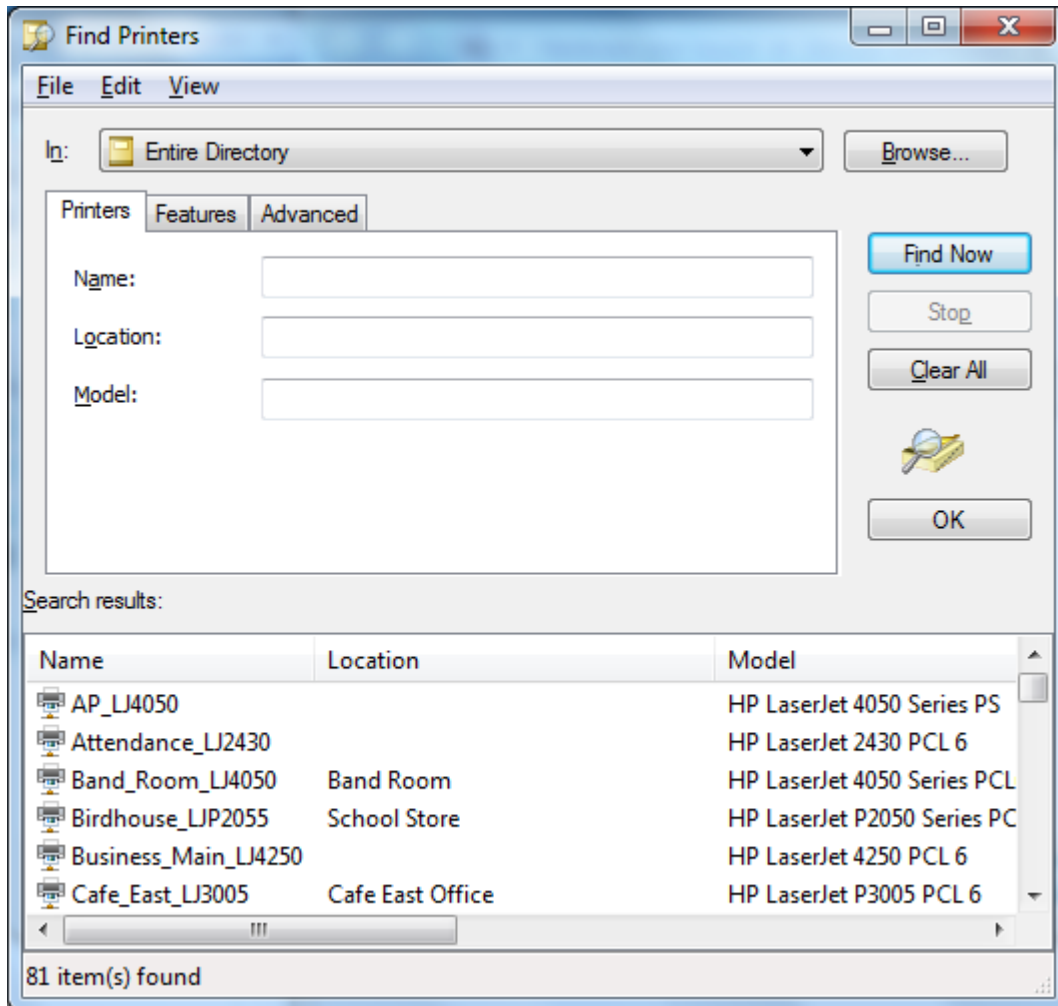 Find Printers
File Edit View
In: Entire Directory Browse...
Printers Features Advanced
Name: Find Now
Location: Stop
Model: Clear All
OK
Search results:
Name Location Model
AP_LJ4050 HP LaserJet 4050 Series PS
Attendance_LJ2430 HP LaserJet 2430 PCL 6
Band_Room_LJ4050 Band Room HP LaserJet 4050 Series PCL
Birdhouse_LJP2055 School Store HP LaserJet P2050 Series PC
Business_Main_LJ4250 HP LaserJet 4250 PCL 6
Cafe_East_LJ3005 Cafe East Office HP LaserJet P3005 PCL 6
81 item(s) found